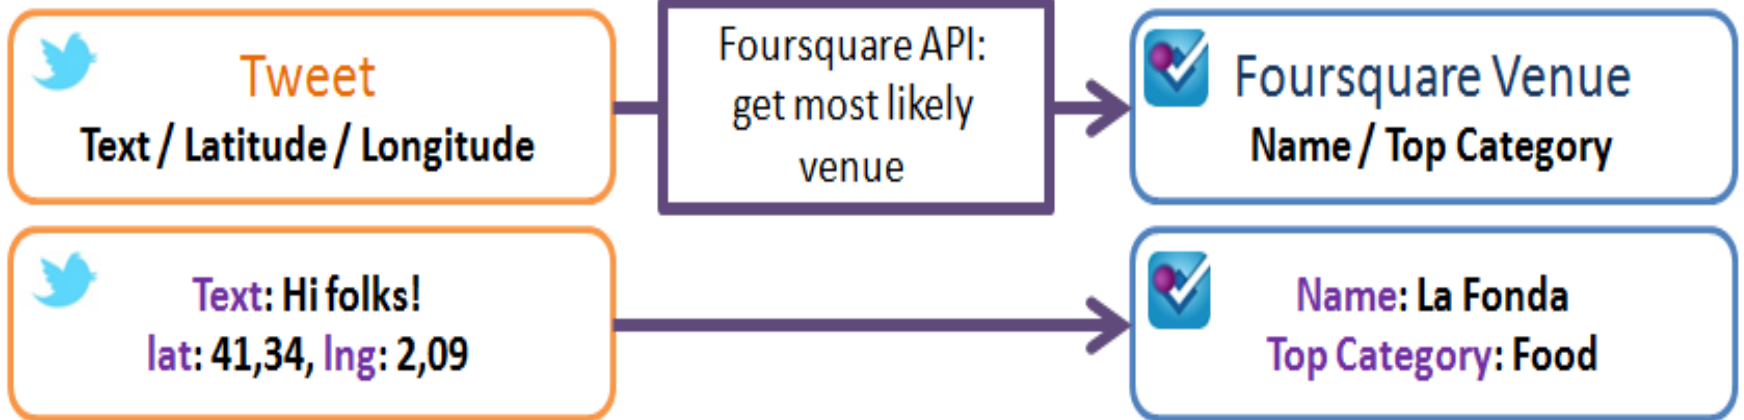 Tweet
Text / Latitude / Longitude
Foursquare API:
get most likely
venue
Foursquare Venue
Name / Top Category
Text: Hi folks!
lat: 41,34, lng: 2,09
Name: La Fonda
Top Category: Food